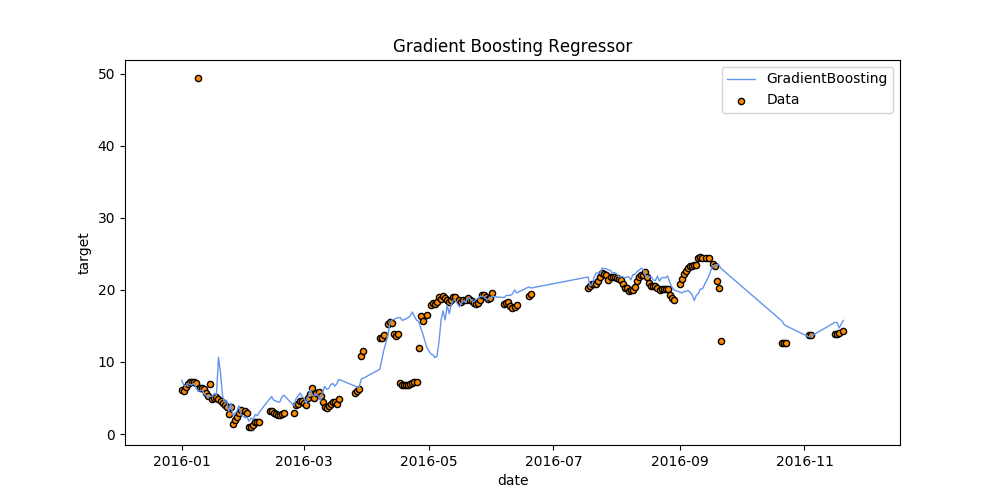 Gradient Boosting Regressor
GradientBoosting
Data
50
40
30
20
10
0
target
2016-01
2016-03
2016-05
2016-07
2016-09
2016-11
date